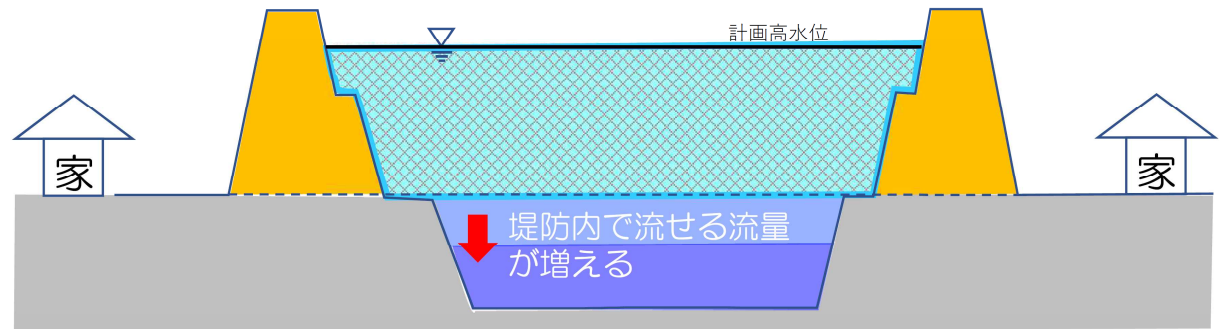 計画高水位
家
家
堤防内で流せる流量
が増える